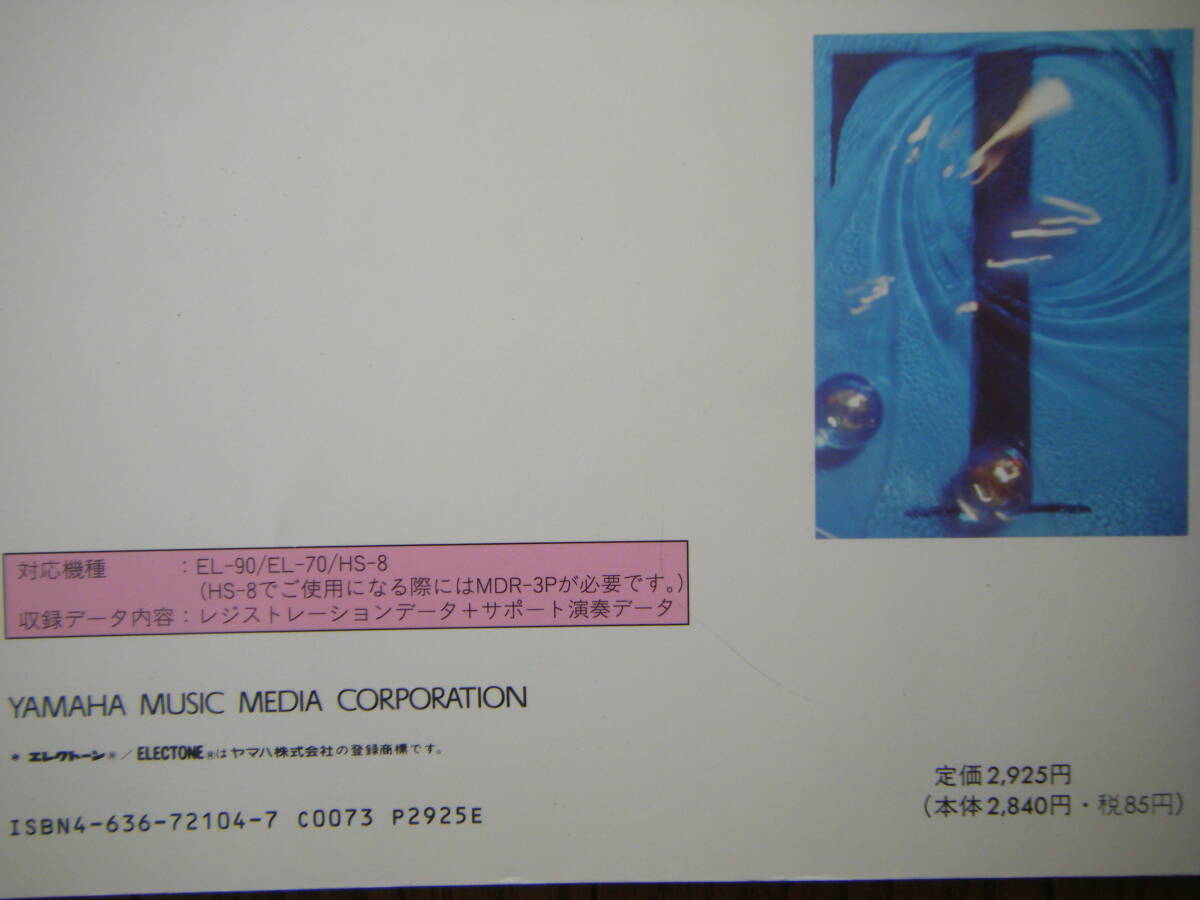 T
対応機種 : EL-90/EL-70/HS-8
(HS-8でご使用になる際にはMDR-3Pが必要です。)
収録データ内容 : レジストレーションデータ+サポート演奏データ
YAMAHA MUSIC MEDIA CORPORATION
* エレクトーン®/ELECTONE®はヤマハ株式会社の登録商標です。
ISBN4-636-72104-7 C0073 P2925E
定価2,925円
(本体2,840円・税85円)